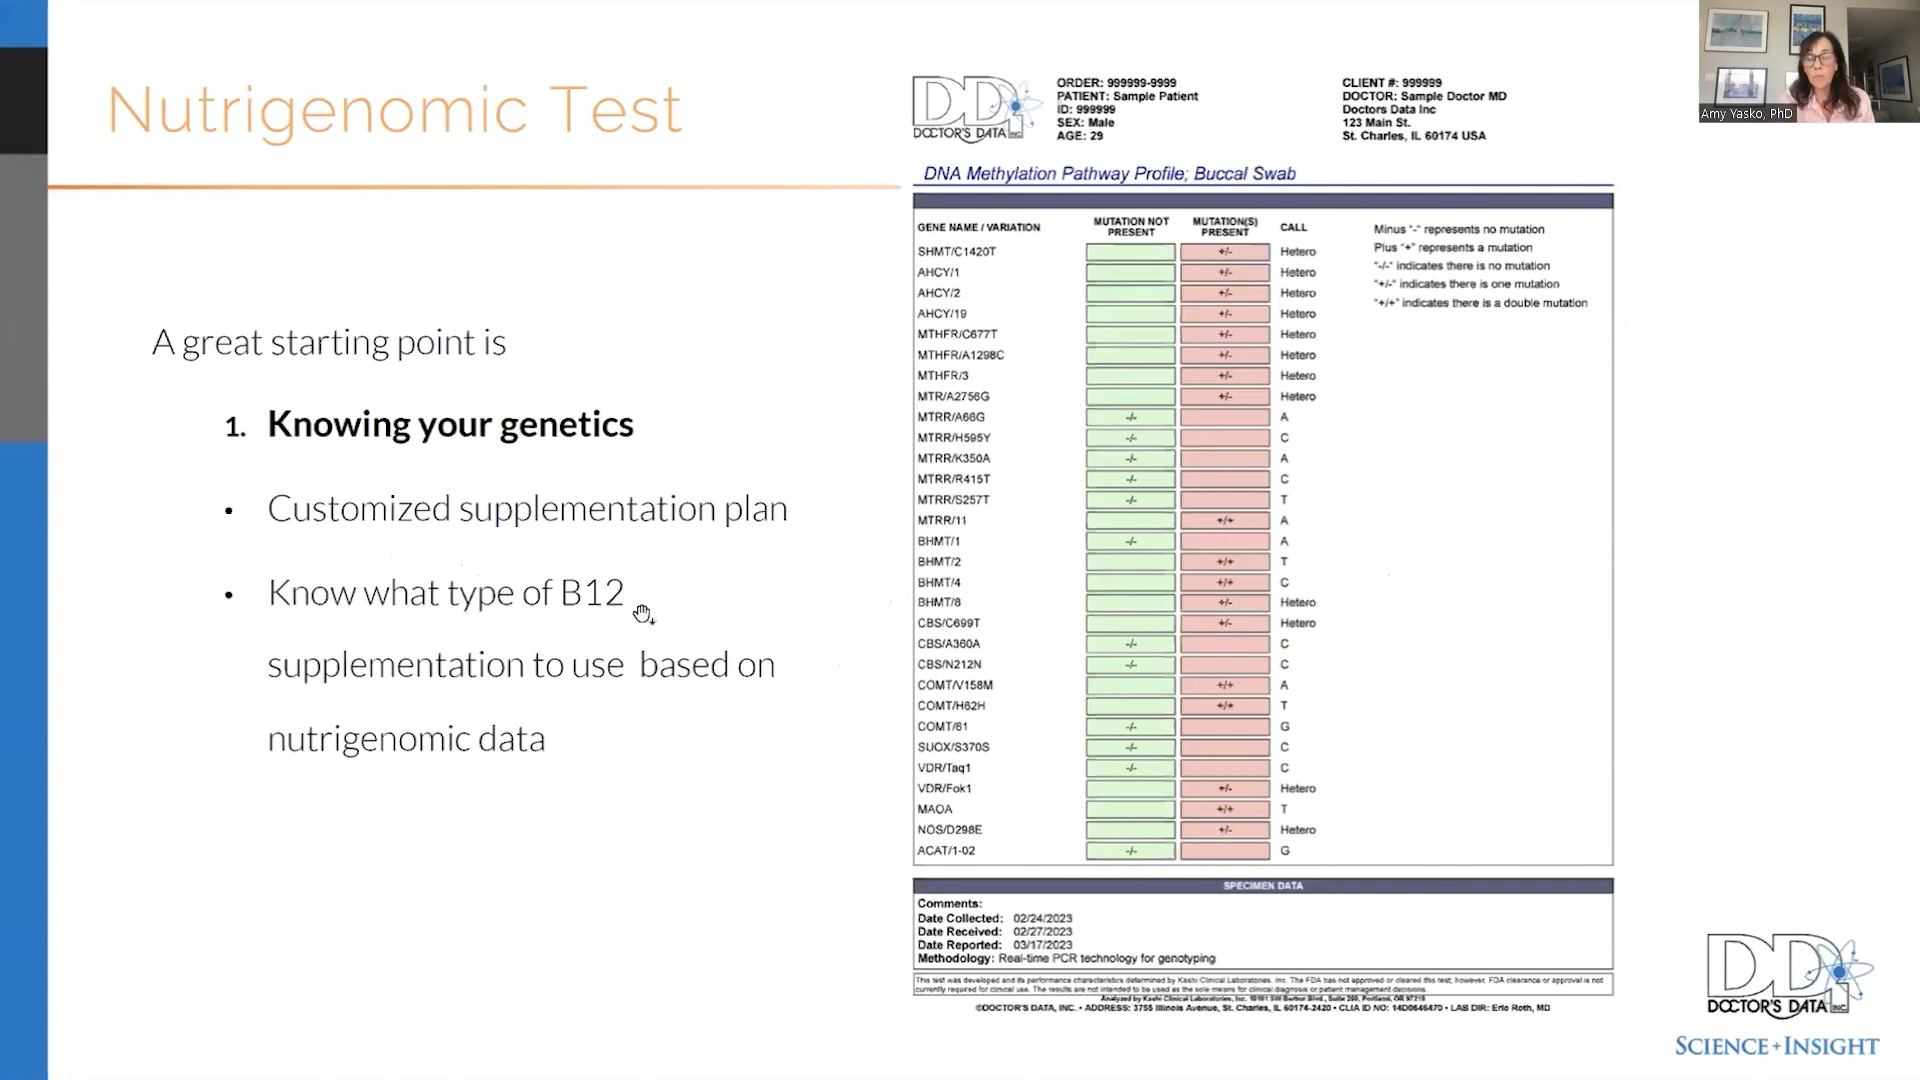 Nutrigenomic Test
A great starting point is
1. Knowing your genetics
• Customized supplementation plan
• Know what type of B12
supplementation to use based on
nutrigenomic data
DDI
DOCTOR'S DATA INC.
ORDER: 999999-9999
PATIENT: Sample Patient
ID: 999999
SEX: Male
AGE: 29
CLIENT #: 999999
DOCTOR: Sample Doctor MD
Doctors Data Inc
123 Main St.
St. Charles, IL 60174 USA
DNA Methylation Pathway Profile; Buccal Swab
GENE NAME / VARIATION MUTATION NOT PRESENT MUTATION(S) PRESENT CALL
SHMT/C1420T +/- Hetero
AHCY/1 +/- Hetero
AHCY/2 +/- Hetero
AHCY/19 +/- Hetero
MTHFR/C677T +/- Hetero
MTHFR/A1298C +/- Hetero
MTHFR/3 +/- Hetero
MTR/A2756G +/- Hetero
MTRR/A66G -/- A
MTRR/H595Y -/- C
MTRR/K350A -/- A
MTRR/R415T -/- C
MTRR/S257T -/- T
MTRR/11 +/+ A
BHMT/1 -/- A
BHMT/2 +/+ T
BHMT/4 +/+ C
BHMT/8 +/- Hetero
CBS/C699T +/- Hetero
CBS/A360A -/- C
CBS/N212N -/- C
COMT/V158M +/+ A
COMT/H62H +/+ T
COMT/61 -/- G
SUOX/S370S -/- C
VDR/Taq1 -/- C
VDR/Fok1 +/- Hetero
MAOA +/+ T
NOS/D298E +/- Hetero
ACAT/1-02 -/- G
Minus "-" represents no mutation
Plus "+" represents a mutation
"-/-" indicates there is no mutation
"+/-" indicates there is one mutation
"+/+" indicates there is a double mutation
SPECIMEN DATA
Comments:
Date Collected: 02/24/2023
Date Received: 02/27/2023
Date Reported: 03/17/2023
Methodology: Real-time PCR technology for genotyping
This test was developed and its performance characteristics determined by Kashi Clinical Laboratories, Inc. The FDA has not approved or cleared this test; however, FDA clearance or approval is not
currently required for clinical use. The results are not intended to be used as the sole means for clinical diagnosis or patient management decisions.
Analyzed by Kashi Clinical Laboratories, Inc. 10101 SW Barbur Blvd., Suite 200, Portland, OR 97219
©DOCTOR'S DATA, INC. • ADDRESS: 3755 Illinois Avenue, St. Charles, IL 60174-2420 • CLIA ID NO: 14D0646470 • LAB DIR: Erlo Roth, MD
Amy Yasko, PhD
DDI
DOCTOR'S DATA INC.
SCIENCE + INSIGHT